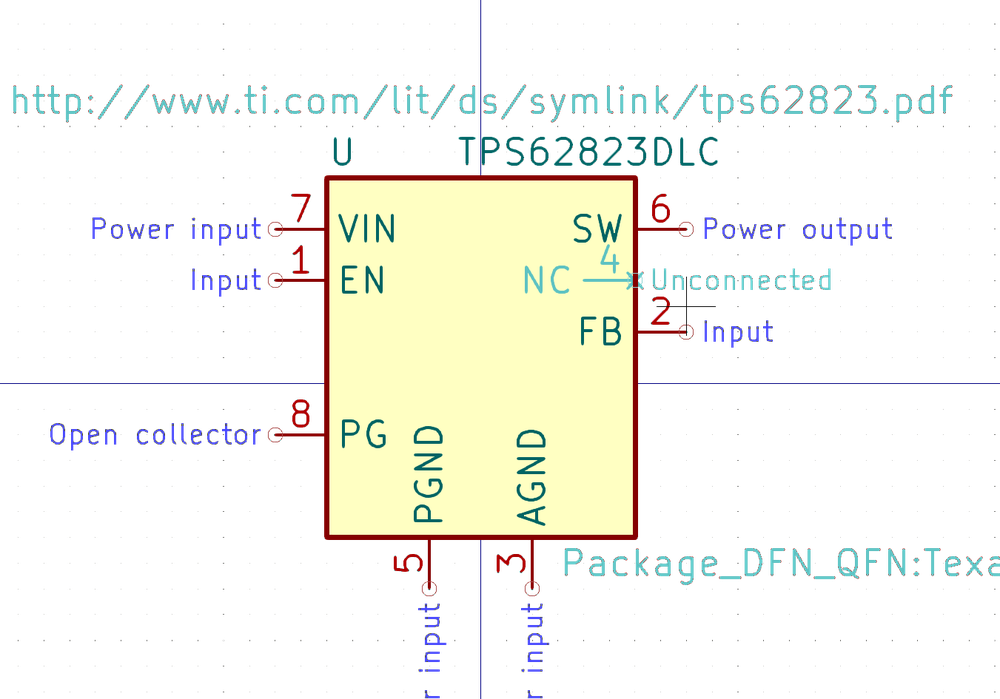 http://www.ti.com/lit/ds/symlink/tps62823.pdf
U TPS62823DLC
Power input 7 VIN SW 6 Power output
Input 1 EN NC 4 Unconnected
FB 2 Input
Open collector 8 PG
PGND AGND
5 3 Package_DFN_QFN:Texa
input input